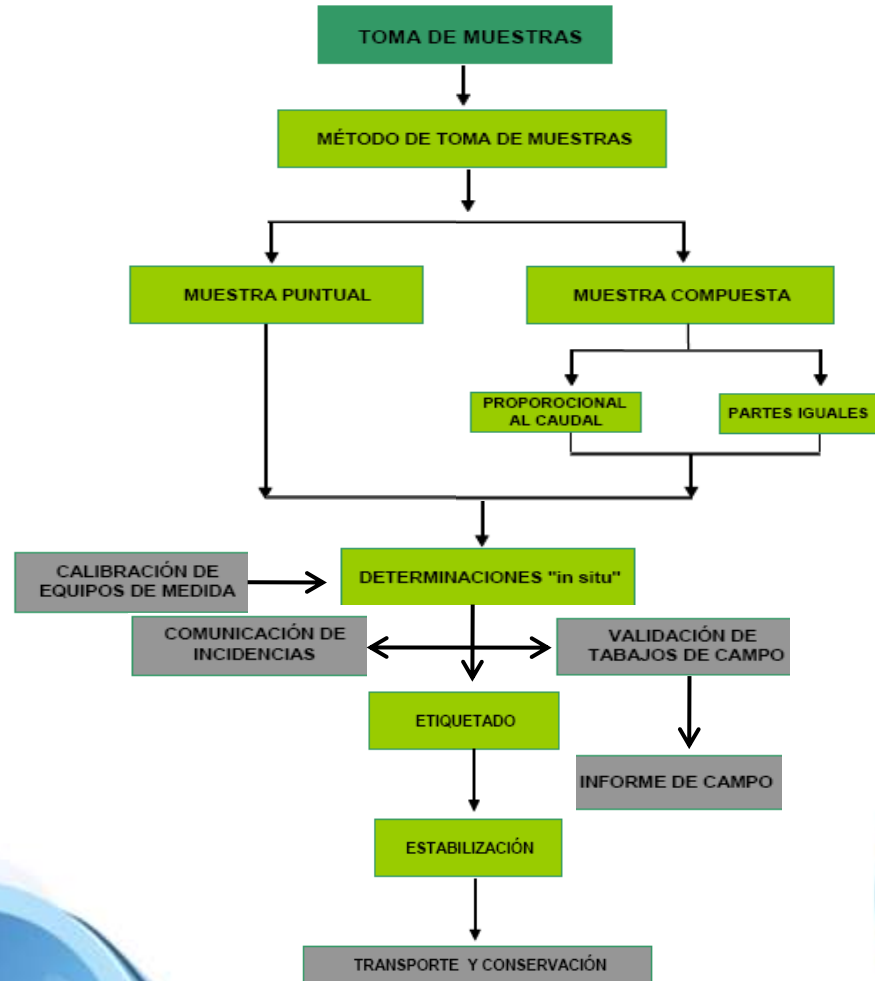 TOMA DE MUESTRAS
MÉTODO DE TOMA DE MUESTRAS
MUESTRA PUNTUAL
MUESTRA COMPUESTA
PROPOROCIONAL
AL CAUDAL
PARTES IGUALES
CALIBRACIÓN DE
EQUIPOS DE MEDIDA
DETERMINACIONES "in situ"
COMUNICACIÓN DE
INCIDENCIAS
VALIDACIÓN DE
TABAJOS DE CAMPO
ETIQUETADO
INFORME DE CAMPO
ESTABILIZACIÓN
TRANSPORTE Y CONSERVACIÓN